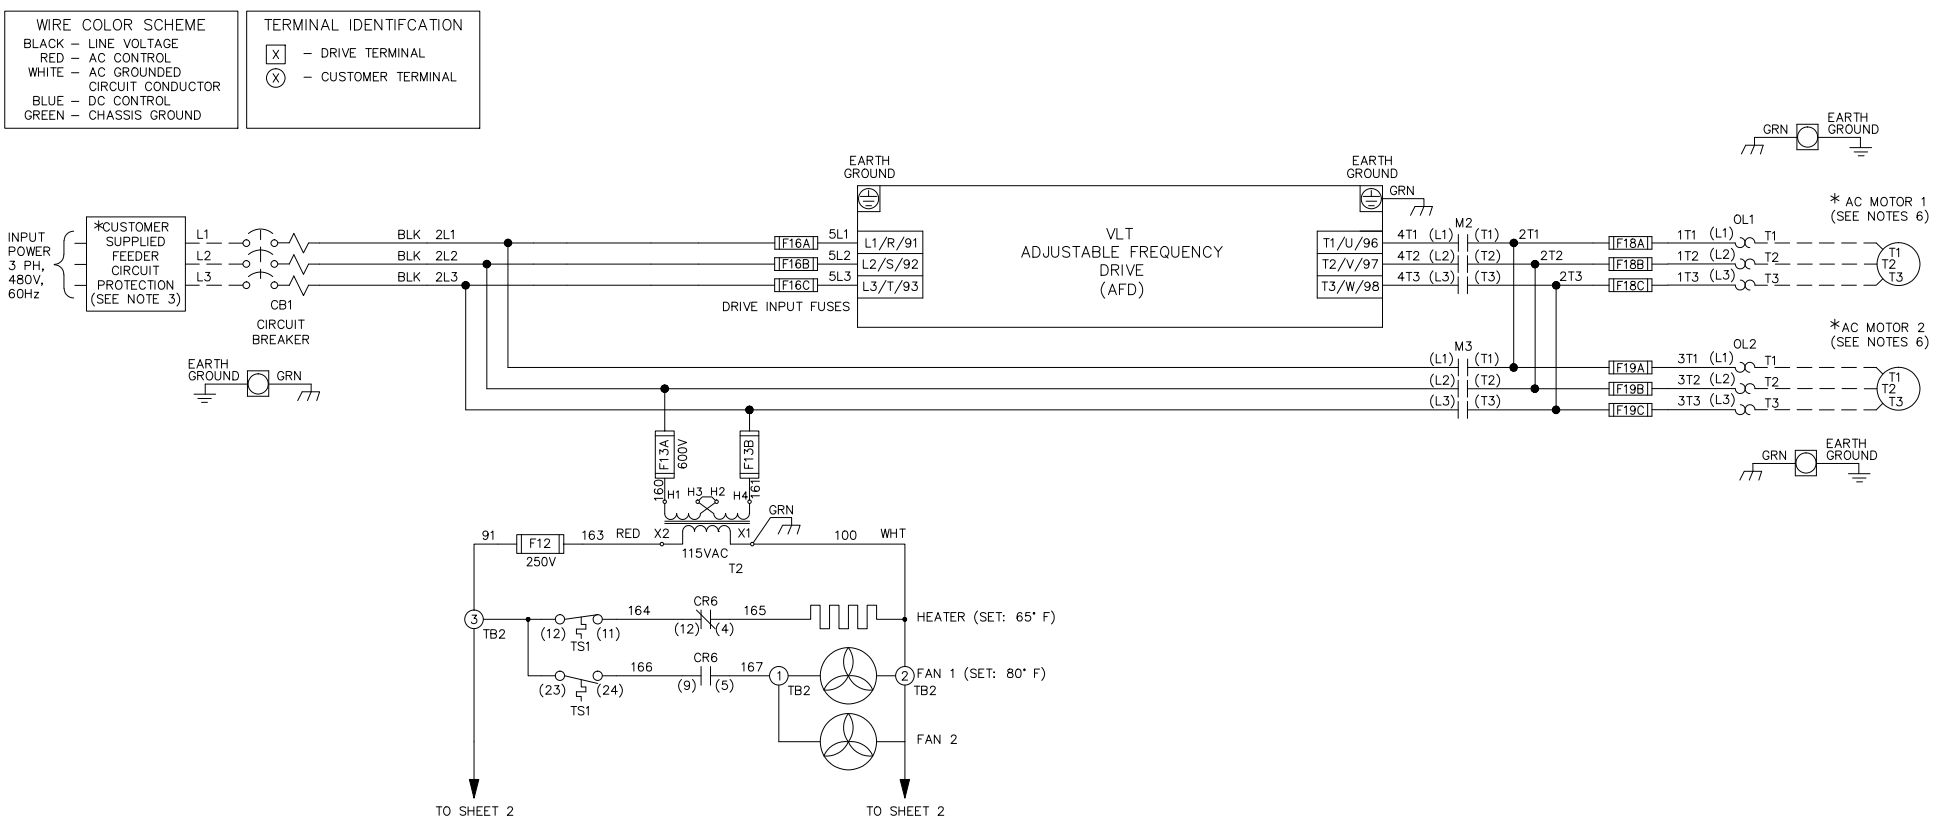 WIRE COLOR SCHEME
BLACK – LINE VOLTAGE
RED – AC CONTROL
WHITE – AC GROUNDED
CIRCUIT CONDUCTOR
BLUE – DC CONTROL
GREEN – CHASSIS GROUND
TERMINAL IDENTIFCATION
X – DRIVE TERMINAL
X – CUSTOMER TERMINAL
GRN
EARTH
GROUND
INPUT
POWER
3 PH,
480V,
60Hz
*CUSTOMER
SUPPLIED
FEEDER
CIRCUIT
PROTECTION
(SEE NOTE 3)
L1
L2
L3
CB1
CIRCUIT
BREAKER
BLK 2L1
BLK 2L2
BLK 2L3
F16A 5L1
F16B 5L2
F16C 5L3
DRIVE INPUT FUSES
EARTH
GROUND
L1/R/91
L2/S/92
L3/T/93
VLT
ADJUSTABLE FREQUENCY
DRIVE
(AFD)
EARTH
GROUND
GRN
T1/U/96
T2/V/97
T3/W/98
M2
4T1 (L1) (T1) 2T1
4T2 (L2) (T2) 2T2
4T3 (L3) (T3) 2T3
F18A
F18B
F18C
OL1
1T1 (L1) T1
1T2 (L2) T2
1T3 (L3) T3
* AC MOTOR 1
(SEE NOTES 6)
T1
T2
T3
M3
(L1) (T1)
(L2) (T2)
(L3) (T3)
F19A
F19B
F19C
OL2
3T1 (L1) T1
3T2 (L2) T2
3T3 (L3) T3
*AC MOTOR 2
(SEE NOTES 6)
T1
T2
T3
EARTH
GROUND
GRN
GRN
EARTH
GROUND
F13A
600V
F13B
160
161
H1 H3 H2 H4
GRN
91
F12
250V
163 RED X2
X1
115VAC
T2
100 WHT
3
TB2
(12) (11)
TS1
164
CR6
(12) (4)
165
HEATER (SET: 65° F)
(23) (24)
TS1
166
CR6
(9) (5)
167
1
TB2
2
TB2
FAN 1 (SET: 80° F)
FAN 2
TO SHEET 2
TO SHEET 2